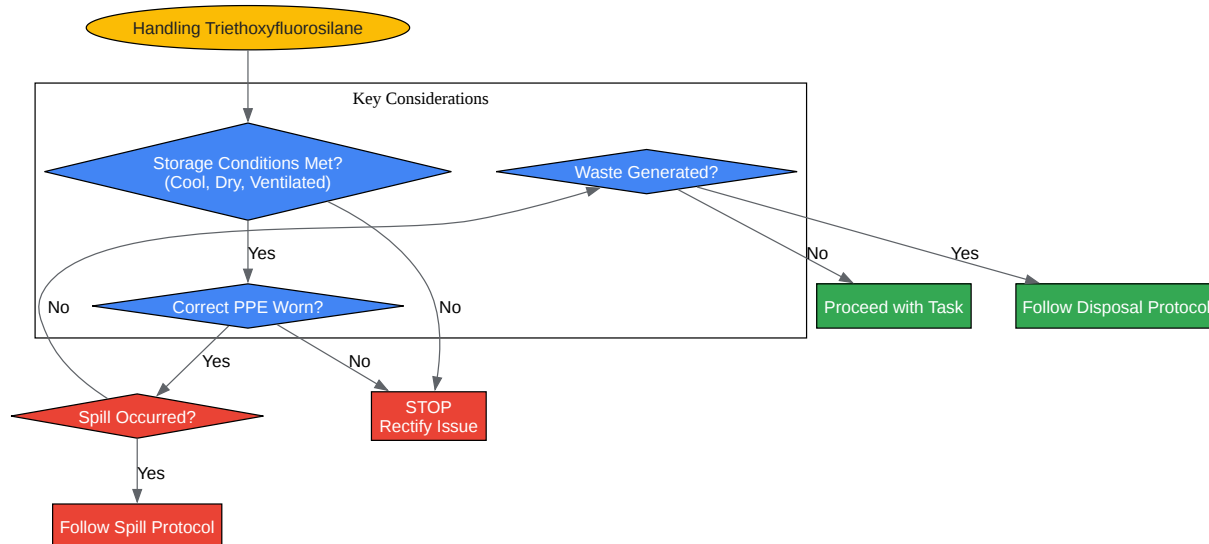 Handling Triethoxyfluorosilane
Key Considerations
Storage Conditions Met?
(Cool, Dry, Ventilated)
Waste Generated?
Yes
No
Yes
No
No
Correct PPE Worn?
Proceed with Task
Follow Disposal Protocol
Yes
No
Spill Occurred?
STOP
Rectify Issue
Yes
Follow Spill Protocol